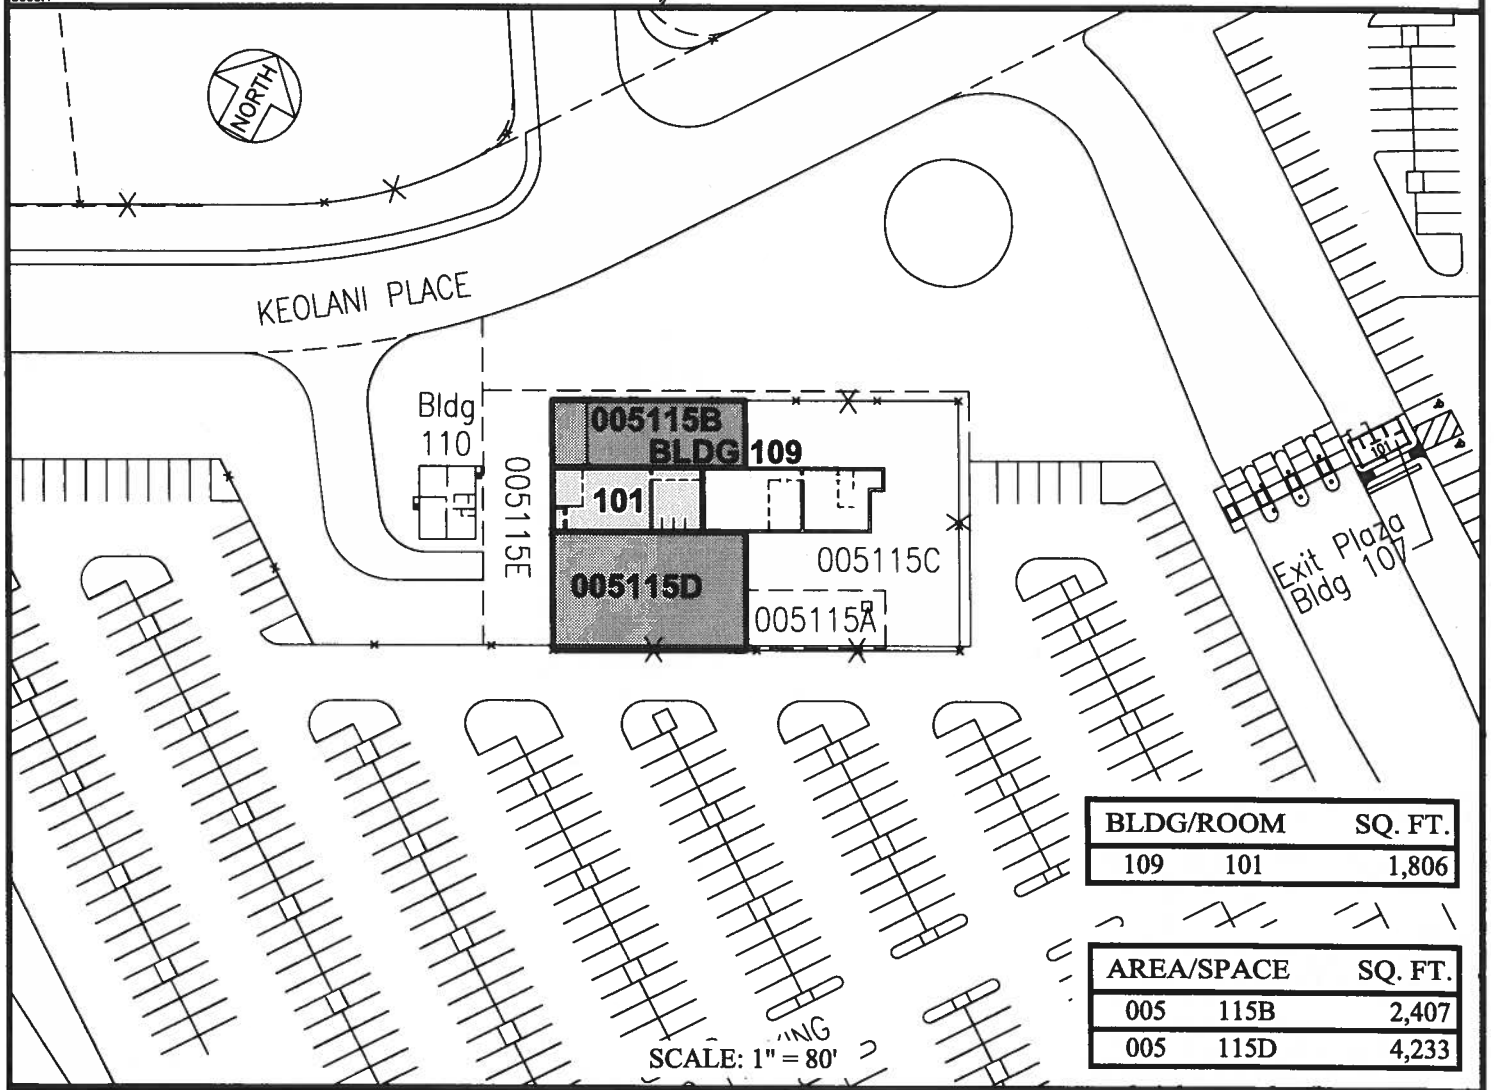 NORTH
KEOLANI PLACE
Bldg
110
005115B
BLDG 109
101
005115E
005115D
005115C
005115A
101
Exit Plaza
Bldg 107
BLDG/ROOM SQ. FT.
109 101 1,806
AREA/SPACE SQ. FT.
005 115B 2,407
005 115D 4,233
SCALE: 1" = 80'